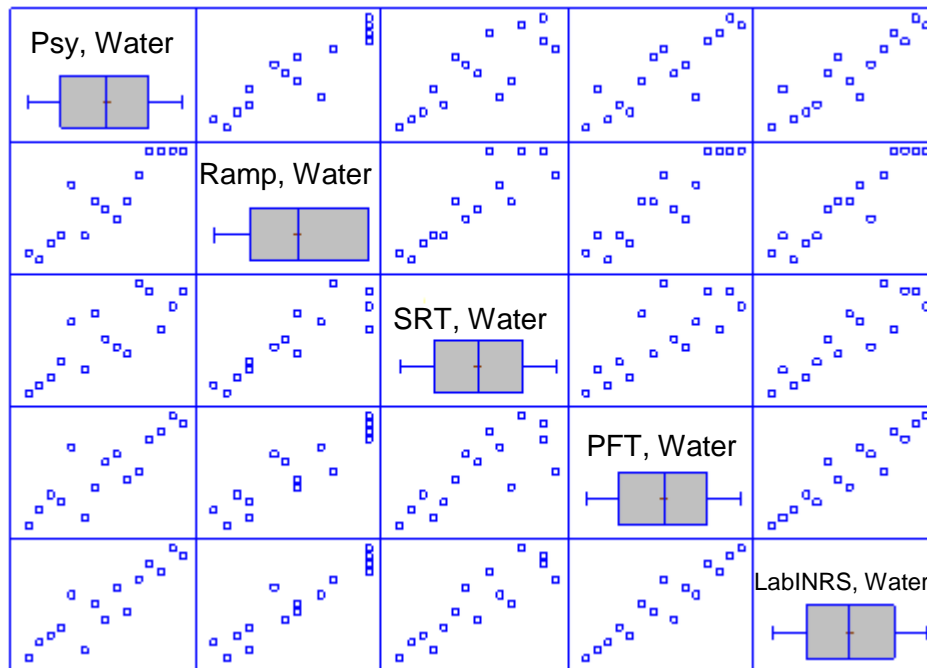 Psy, Water
Ramp, Water
SRT, Water
PFT, Water
LabINRS, Water